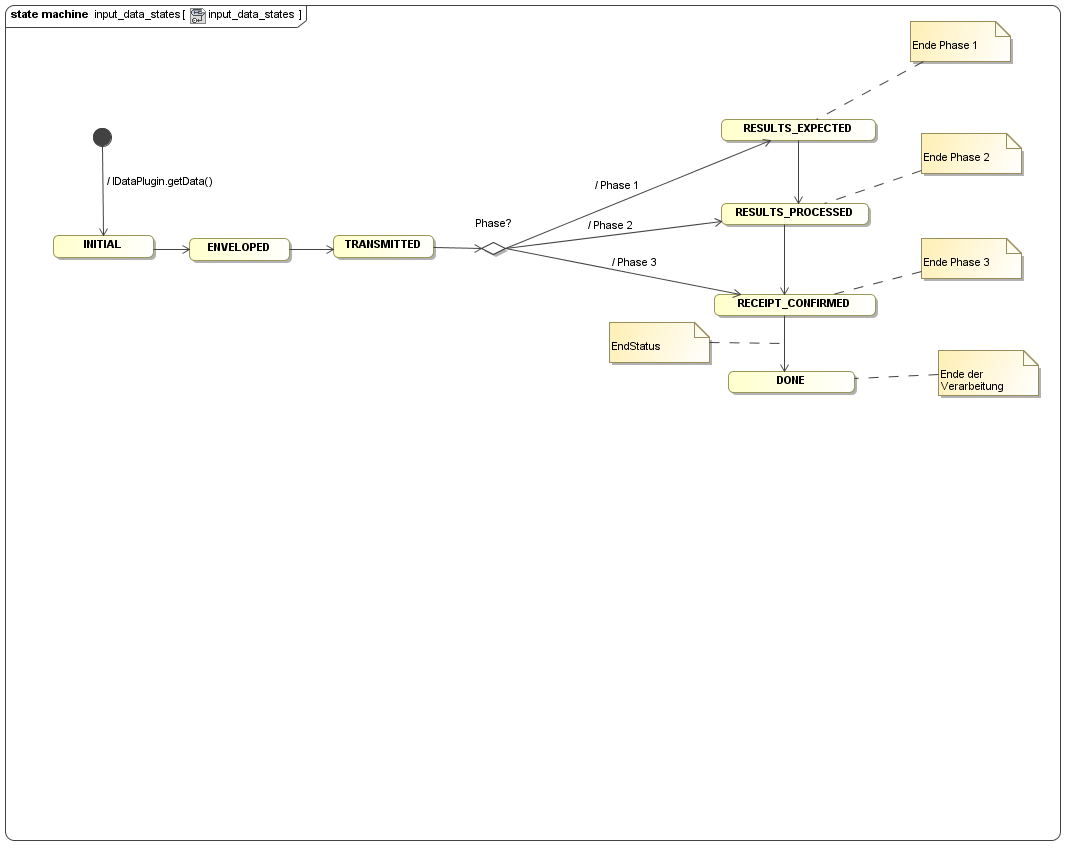 state machine input_data_states [ input_data_states ]
Ende Phase 1
RESULTS_EXPECTED
/ IDataPlugin.getData()
Ende Phase 2
/ Phase 1
RESULTS_PROCESSED
Phase?
/ Phase 2
INITIAL
ENVELOPED
TRANSMITTED
/ Phase 3
Ende Phase 3
RECEIPT_CONFIRMED
EndStatus
DONE
Ende der
Verarbeitung